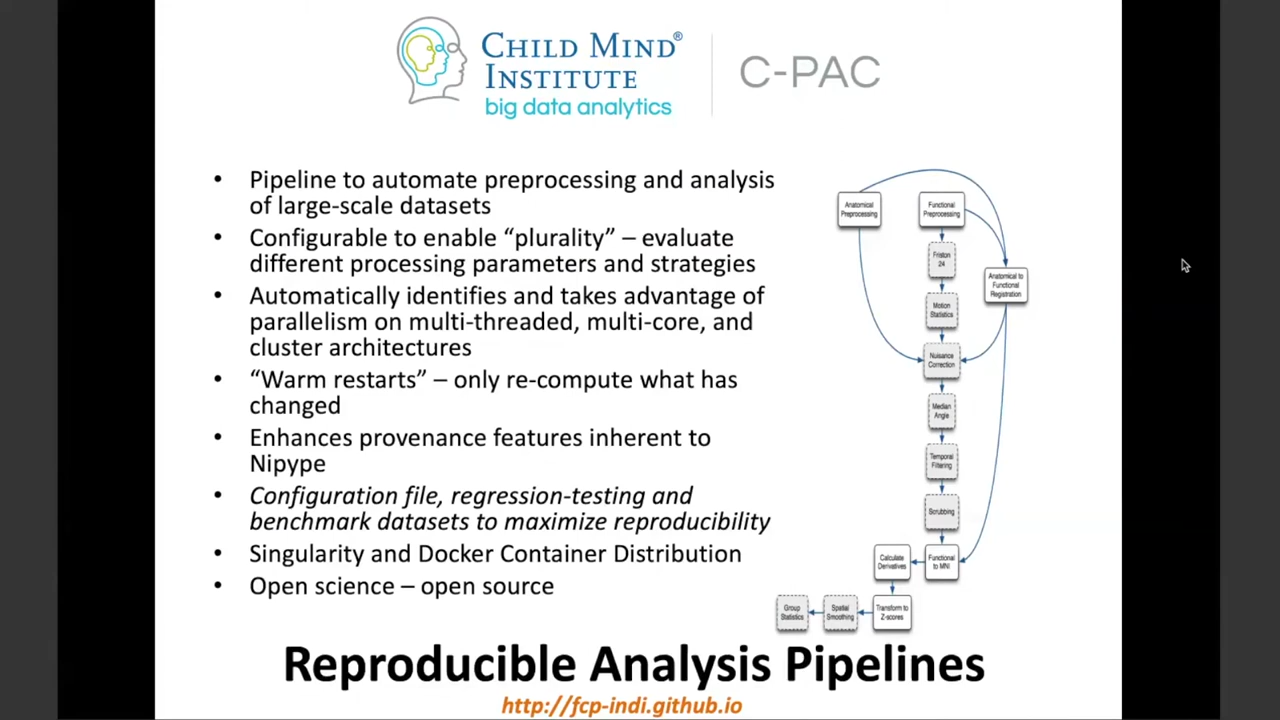 CHILD MIND®
INSTITUTE
big data analytics
C-PAC
• Pipeline to automate preprocessing and analysis
of large-scale datasets
• Configurable to enable “plurality” – evaluate
different processing parameters and strategies
• Automatically identifies and takes advantage of
parallelism on multi-threaded, multi-core, and
cluster architectures
• “Warm restarts” – only re-compute what has
changed
• Enhances provenance features inherent to
Nipype
• Configuration file, regression-testing and
benchmark datasets to maximize reproducibility
• Singularity and Docker Container Distribution
• Open science – open source
Anatomical
Preprocessing
Functional
Preprocessing
Friston
24
Anatomical to
Functional
Registration
Motion
Statistics
Nuisance
Correction
Median
Angle
Temporal
Filtering
Scrubbing
Calculate
Derivatives
Functional
to MNI
Group
Statistics
Spatial
Smoothing
Transform to
Z-scores
Reproducible Analysis Pipelines
http://fcp-indi.github.io